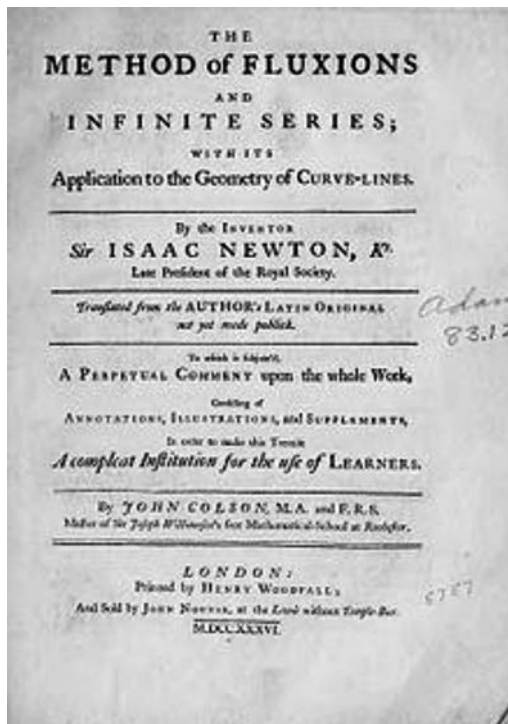 THE
METHOD of FLUXIONS
AND
INFINITE SERIES;
WITH ITS
Application to the Geometry of CURVE-LINES.
By the INVENTOR
Sir ISAAC NEWTON, Kt.
Late President of the Royal Society.
Translated from the AUTHOR's LATIN ORIGINAL
not yet made publick.
To which is subjoin'd,
A PERPETUAL COMMENT upon the whole Work,
Consisting of
ANNOTATIONS, ILLUSTRATIONS, and SUPPLEMENTS,
In order to make this Treatise
A compleat Institution for the use of LEARNERS.
By JOHN COLSON, M.A. and F.R.S.
Master of Sir Joseph Williamson's free Mathematical-School at Rochester.
LONDON:
Printed by HENRY WOODFALL;
And Sold by JOHN NOURSE, at the Lamb without Temple-Bar.
M.DCC.XXXVI.
Adam
83.12